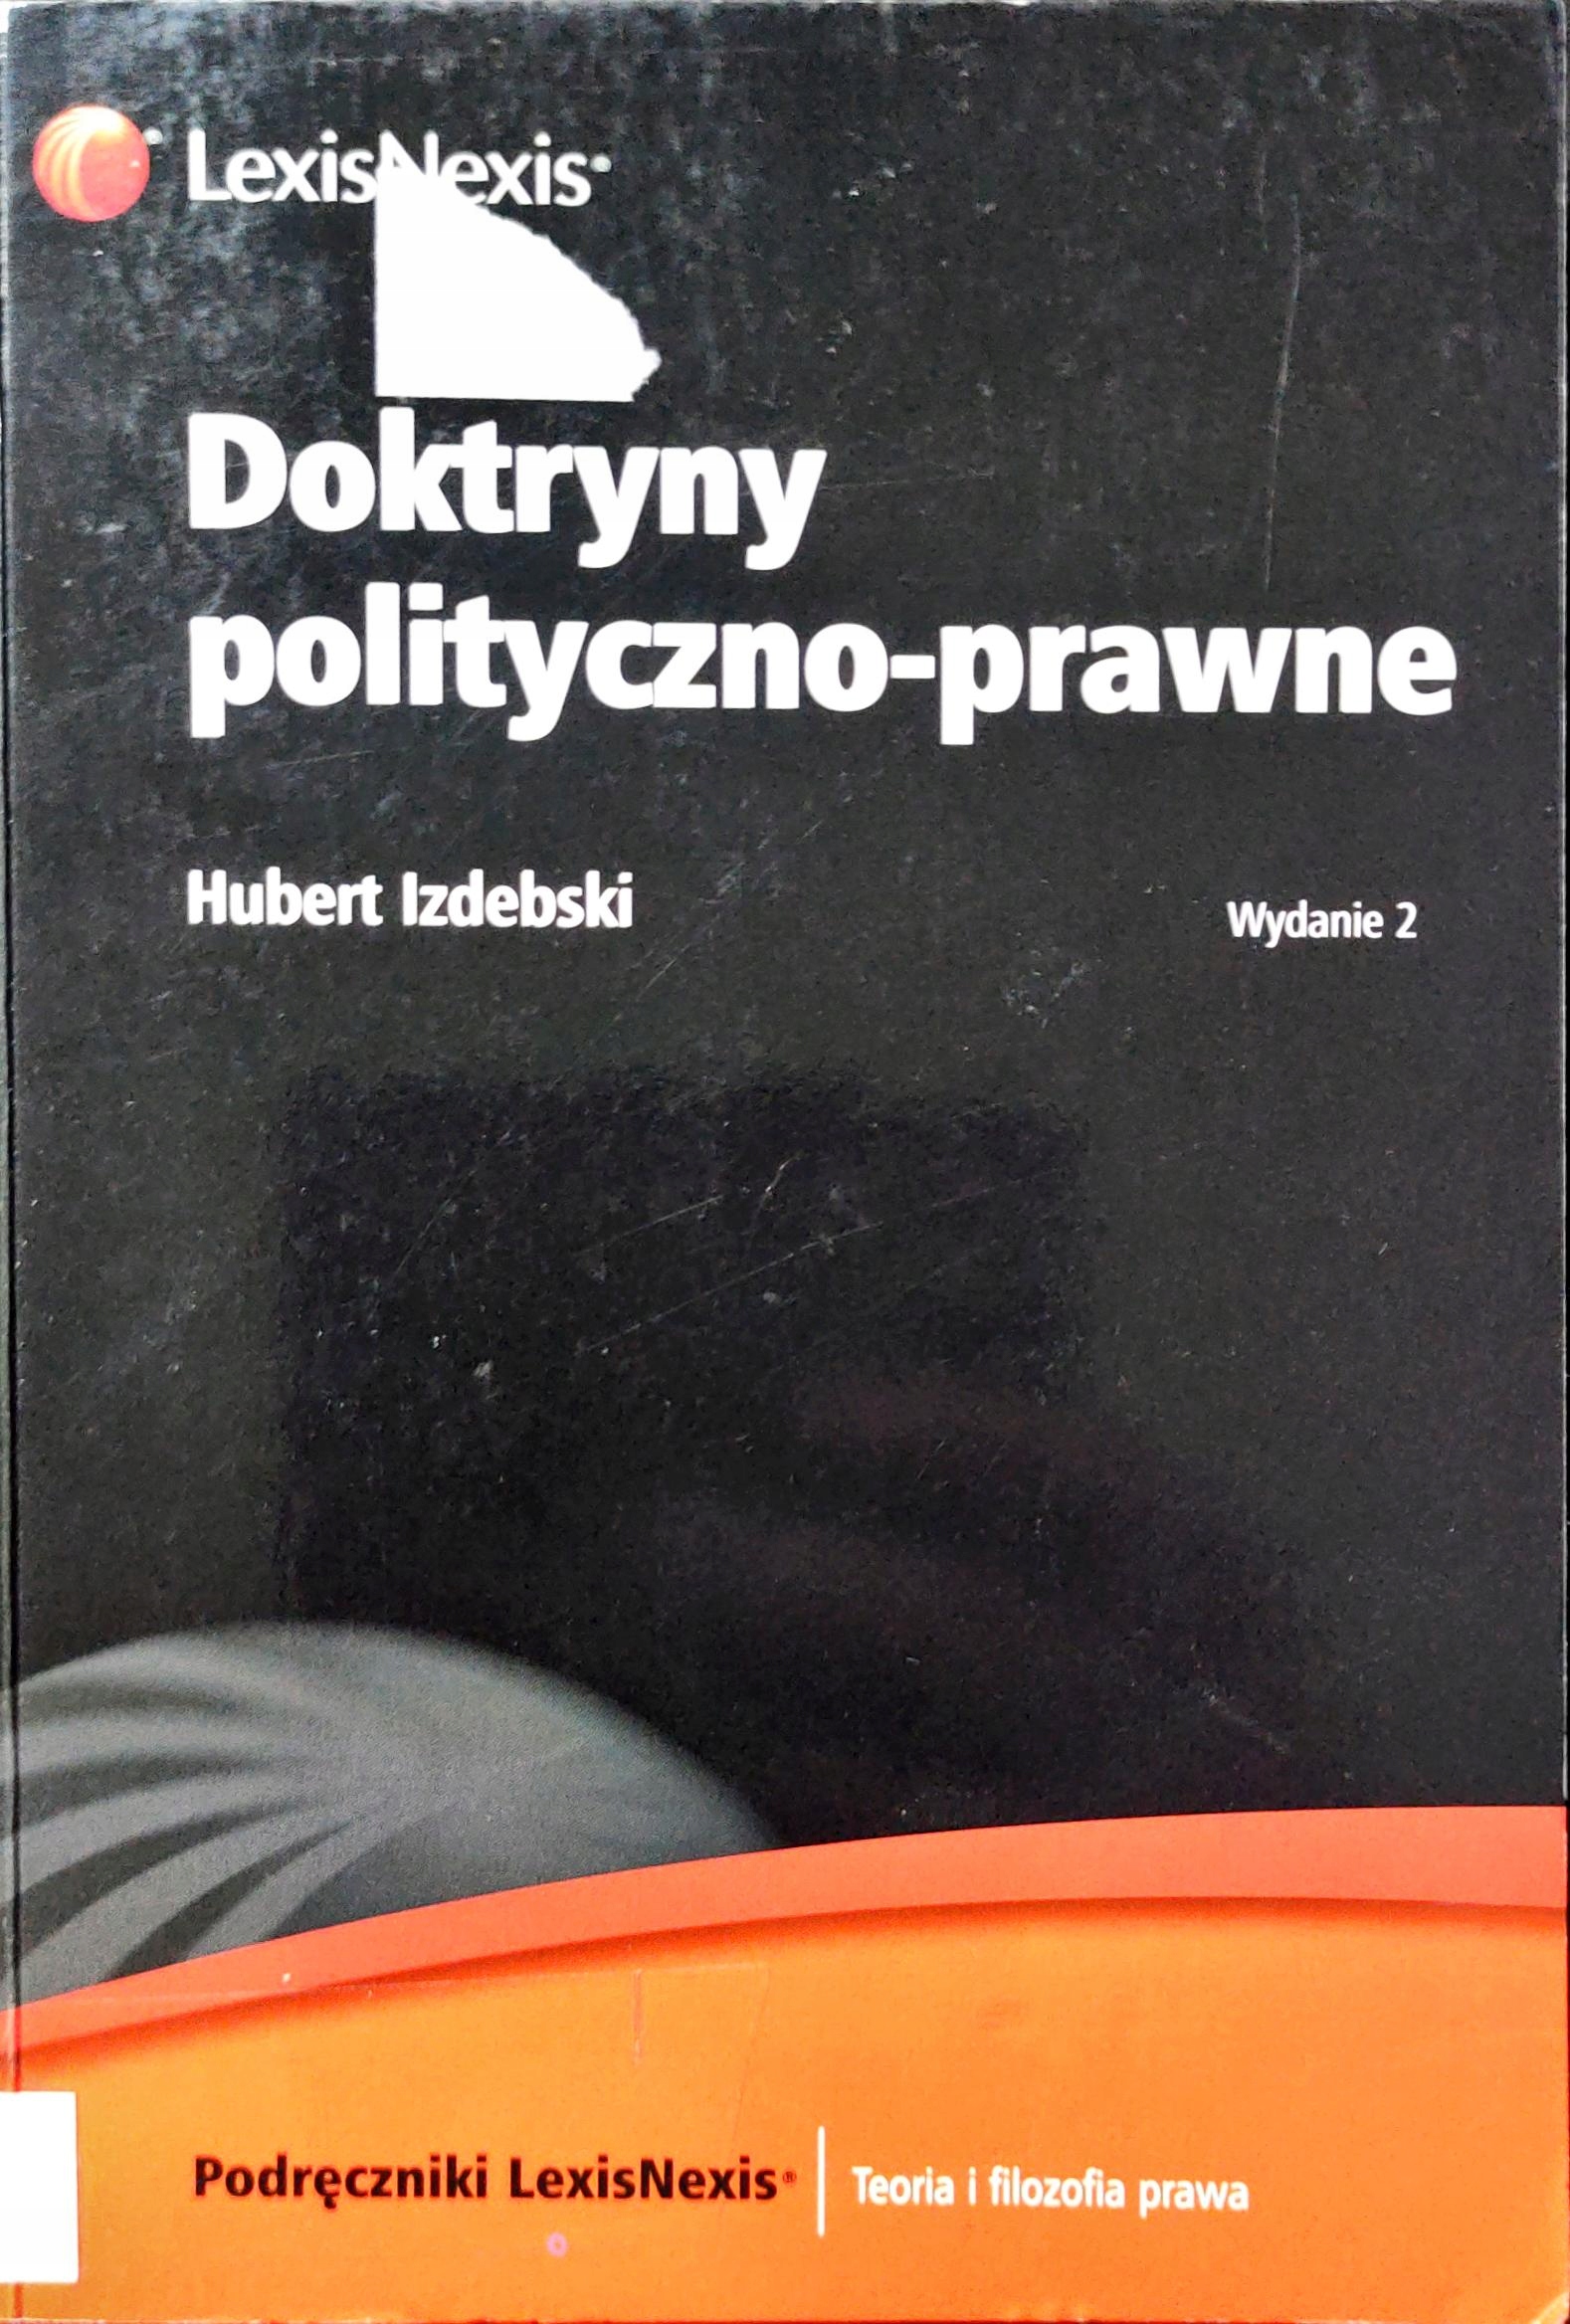 LexisNexis®
Doktryny
polityczno-prawne
Hubert Izdebski
Wydanie 2
Podręczniki LexisNexis® | Teoria i filozofia prawa